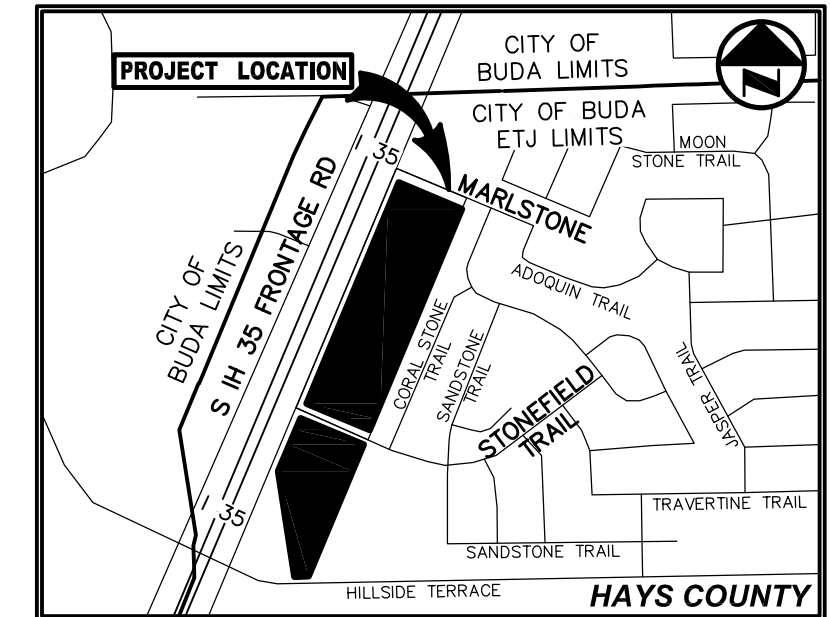 CITY OF
BUDA LIMITS
PROJECT LOCATION
N
CITY OF BUDA
ETJ LIMITS
MOON
STONE TRAIL
I 35
MARLSTONE
S IH 35 FRONTAGE RD
CITY OF
BUDA LIMITS
ADOQUIN TRAIL
CORAL STONE
TRAIL
SANDSTONE
TRAIL
STONEFIELD
TRAIL
JASPER TRAIL
I 35
TRAVERTINE TRAIL
SANDSTONE TRAIL
HILLSIDE TERRACE
HAYS COUNTY